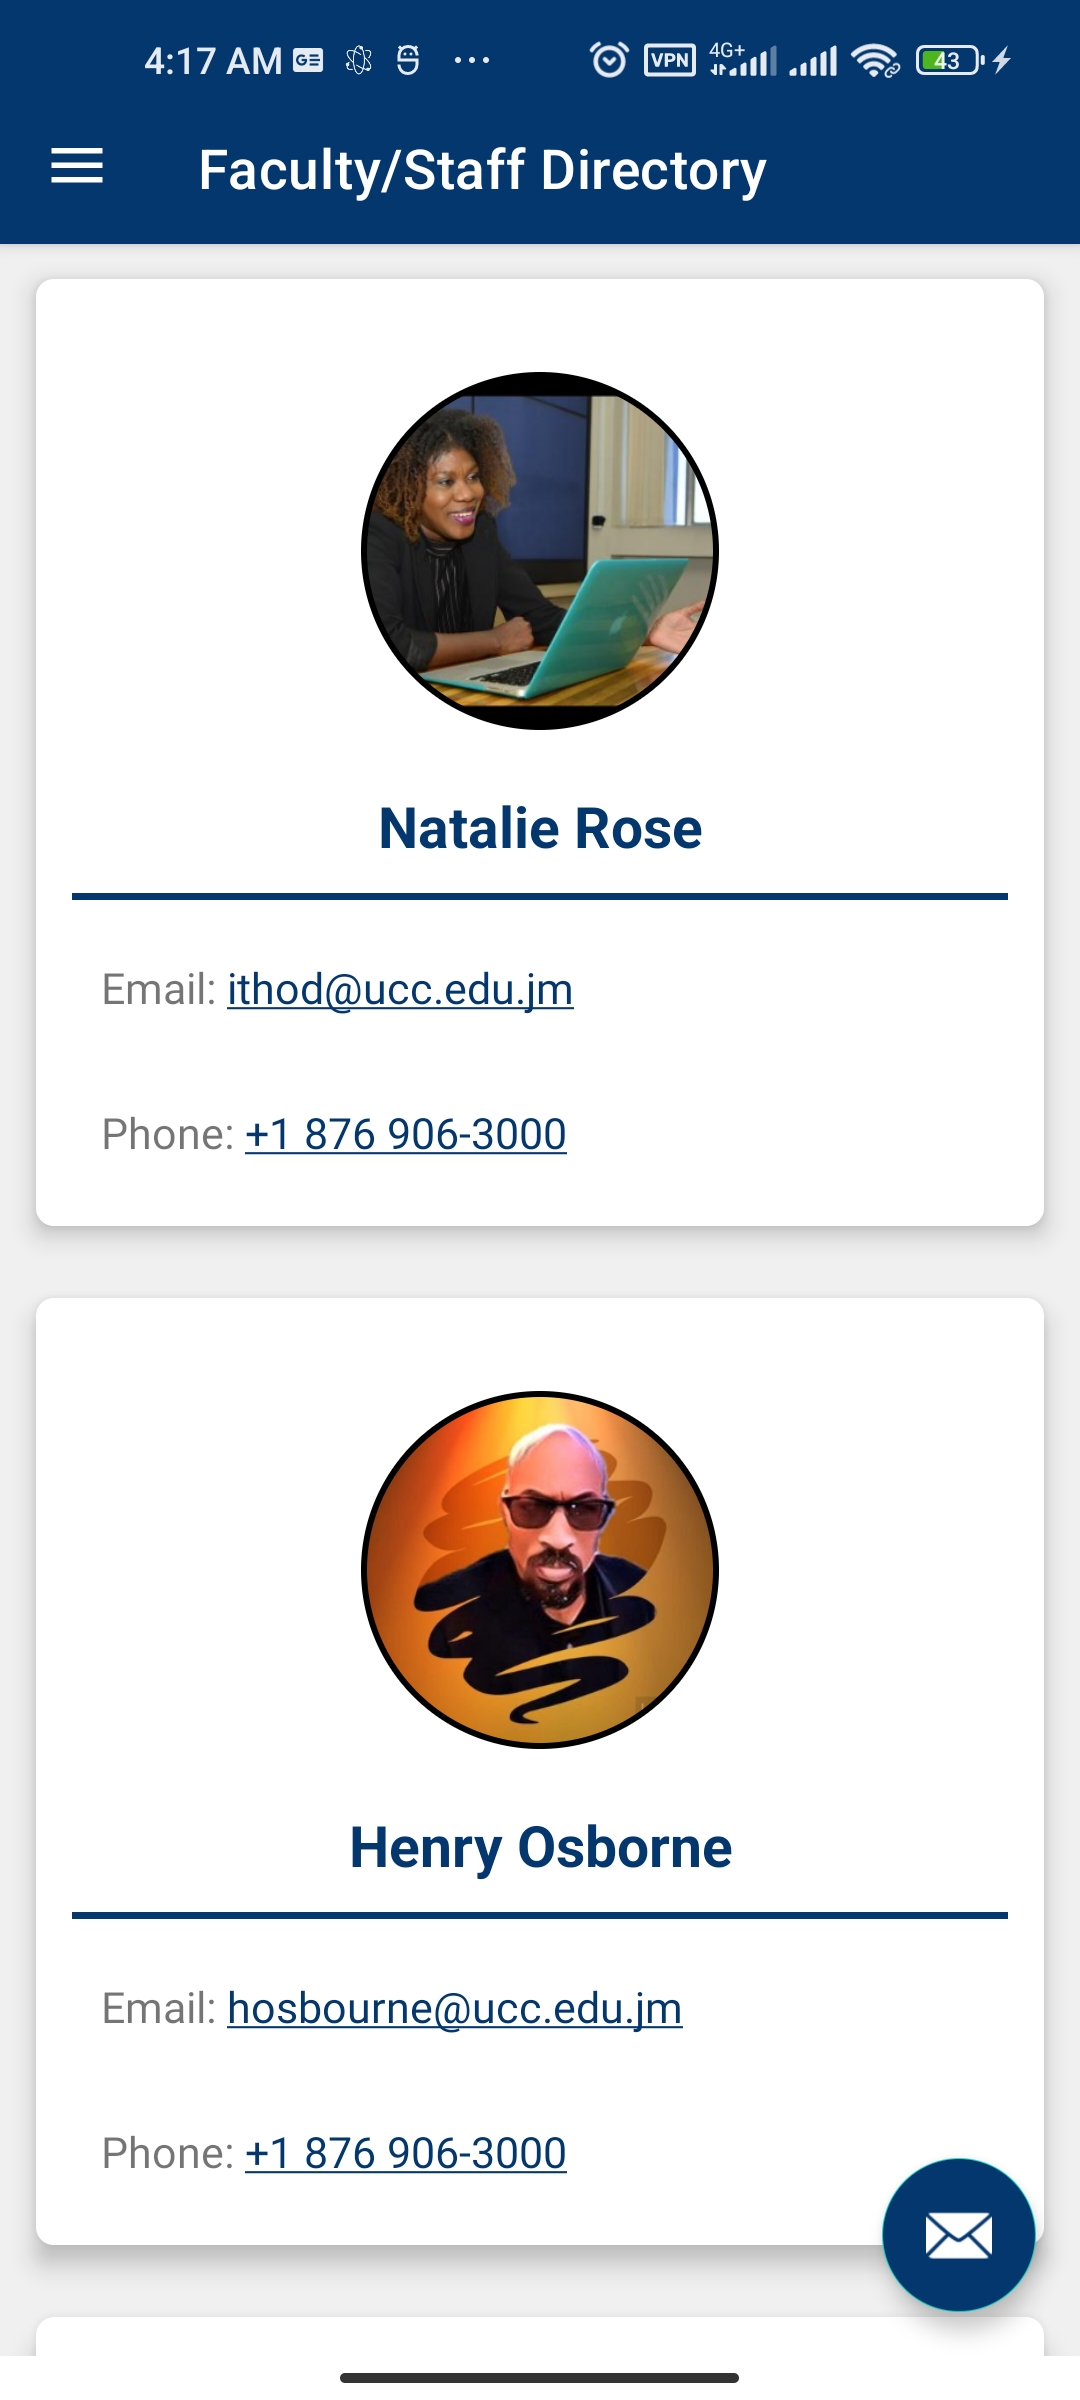 4:17 AM GE ... VPN 4G+ 43
Faculty/Staff Directory
Natalie Rose
Email: ithod@ucc.edu.jm
Phone: +1 876 906-3000
Henry Osborne
Email: hosbourne@ucc.edu.jm
Phone: +1 876 906-3000